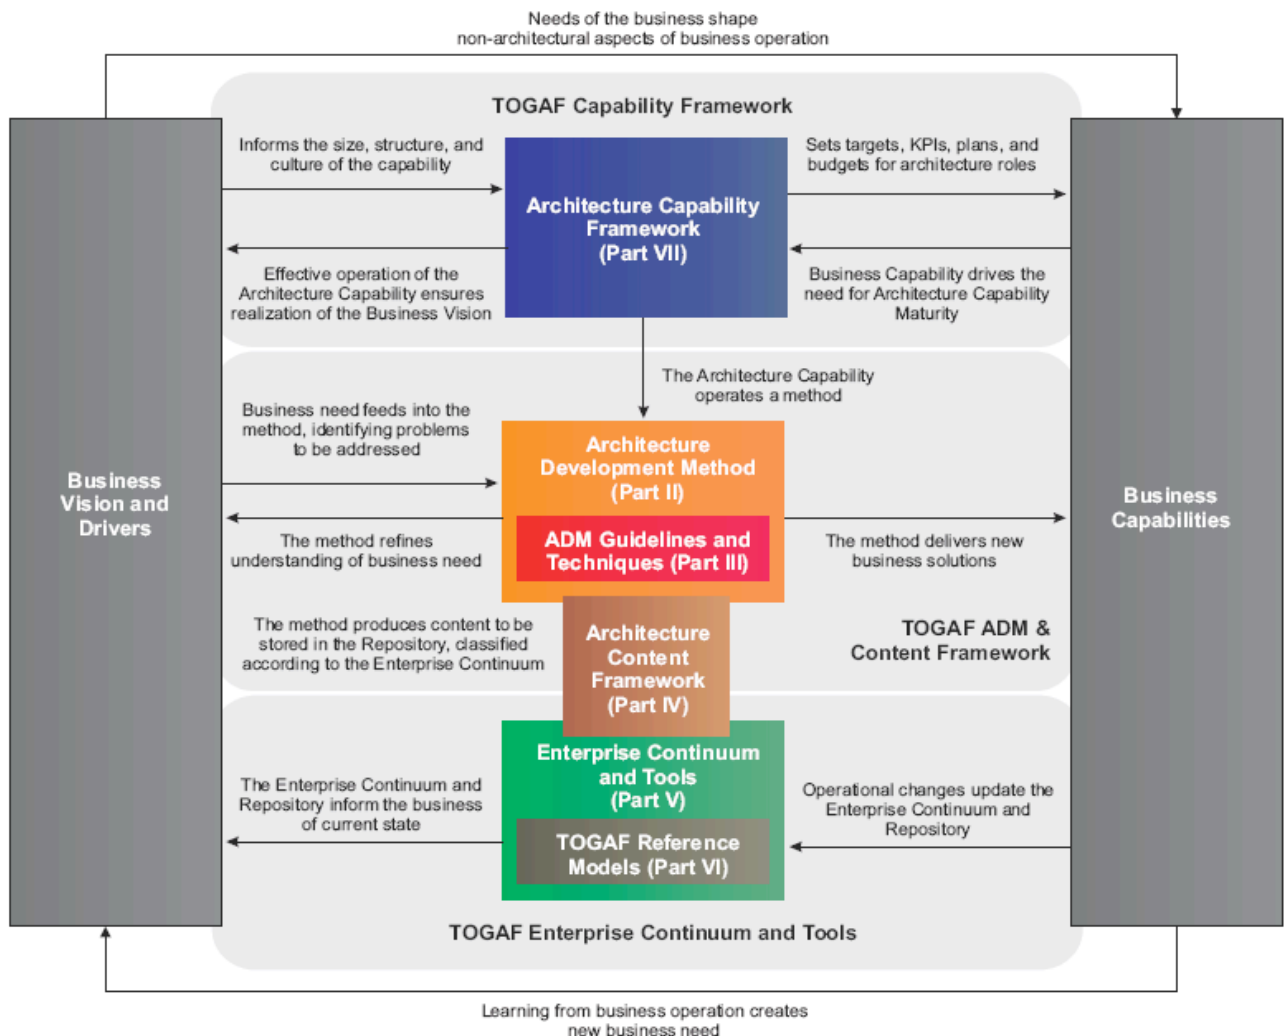 Needs of the business shape
non-architectural aspects of business operation
TOGAF Capability Framework
Informs the size, structure, and
culture of the capability
Architecture Capability
Framework
(Part VII)
Sets targets, KPIs, plans, and
budgets for architecture roles
Effective operation of the
Architecture Capability ensures
realization of the Business Vision
Business Capability drives the
need for Architecture Capability
Maturity
The Architecture Capability
operates a method
Business need feeds into the
method, identifying problems
to be addressed
Architecture
Development Method
(Part II)
Business
Vision and
Drivers
Business
Capabilities
ADM Guidelines and
Techniques (Part III)
The method refines
understanding of business need
The method delivers new
business solutions
The method produces content to be
stored in the Repository, classified
according to the Enterprise Continuum
Architecture
Content
Framework
(Part IV)
TOGAF ADM &
Content Framework
Enterprise Continuum
and Tools
(Part V)
The Enterprise Continuum and
Repository inform the business
of current state
Operational changes update the
Enterprise Continuum and
Repository
TOGAF Reference
Models (Part VI)
TOGAF Enterprise Continuum and Tools
Learning from business operation creates
new business need